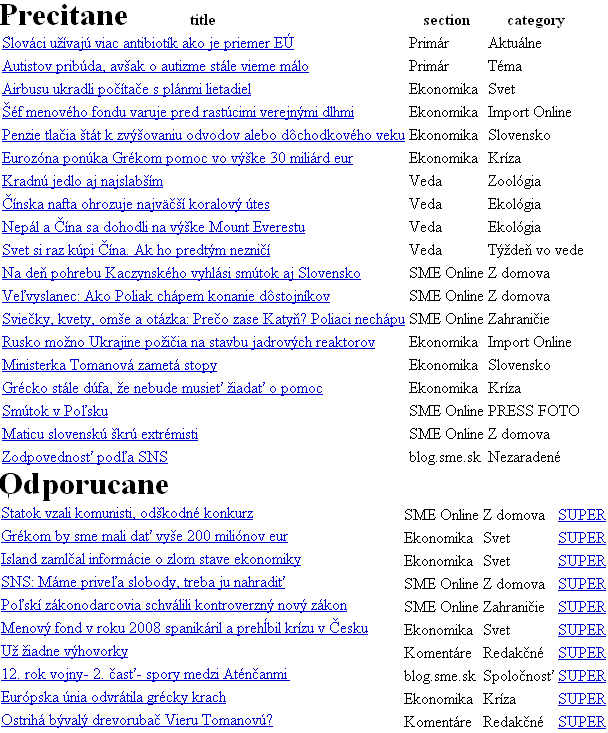 Precitane title section category
Slováci užívajú viac antibiotík ako je priemer EÚ Primár Aktuálne
Autistov pribúda, avšak o autizme stále vieme málo Primár Téma
Airbusu ukradli počítače s plánmi lietadiel Ekonomika Svet
Šéf menového fondu varuje pred rastúcimi verejnými dlhmi Ekonomika Import Online
Penzie tlačia štát k zvyšovaniu odvodov alebo dôchodkového veku Ekonomika Slovensko
Eurozóna ponúka Grékom pomoc vo výške 30 miliárd eur Ekonomika Kríza
Kradnú jedlo aj najslabším Veda Zoológia
Čínska nafta ohrozuje najväčší koralový útes Veda Ekológia
Nepál a Čína sa dohodli na výške Mount Everestu Veda Ekológia
Svet si raz kúpi Čína. Ak ho predtým nezničí Veda Týždeň vo vede
Na deň pohrebu Kaczynského vyhlási smútok aj Slovensko SME Online Z domova
Veľvyslanec: Ako Poliak chápem konanie dôstojníkov SME Online Z domova
Sviečky, kvety, omše a otázka: Prečo zase Katyň? Poliaci nechápu SME Online Zahraničie
Rusko možno Ukrajine požičia na stavbu jadrových reaktorov Ekonomika Import Online
Ministerka Tomanová zametá stopy Ekonomika Slovensko
Grécko stále dúfa, že nebude musieť žiadať o pomoc Ekonomika Kríza
Smútok v Poľsku SME Online PRESS FOTO
Maticu slovenskú škrú extrémisti SME Online Z domova
Zodpovednosť podľa SNS blog.sme.sk Nezaradené
Odporucane
Statok vzali komunisti, odškodné konkurz SME Online Z domova SUPER
Grékom by sme mali dať vyše 200 miliónov eur Ekonomika Svet SUPER
Island zamlčal informácie o zlom stave ekonomiky Ekonomika Svet SUPER
SNS: Máme priveľa slobody, treba ju nahradiť SME Online Z domova SUPER
Poľskí zákonodarcovia schválili kontroverzný nový zákon SME Online Zahraničie SUPER
Menový fond v roku 2008 spanikáril a prehĺbil krízu v Česku Ekonomika Svet SUPER
Už žiadne výhovorky Komentáre Redakčné SUPER
12. rok vojny- 2. časť- spory medzi Aténčanmi blog.sme.sk Spoločnosť SUPER
Európska únia odvrátila grécky krach Ekonomika Kríza SUPER
Ostrihá bývalý drevorubač Vieru Tomanovú? Komentáre Redakčné SUPER